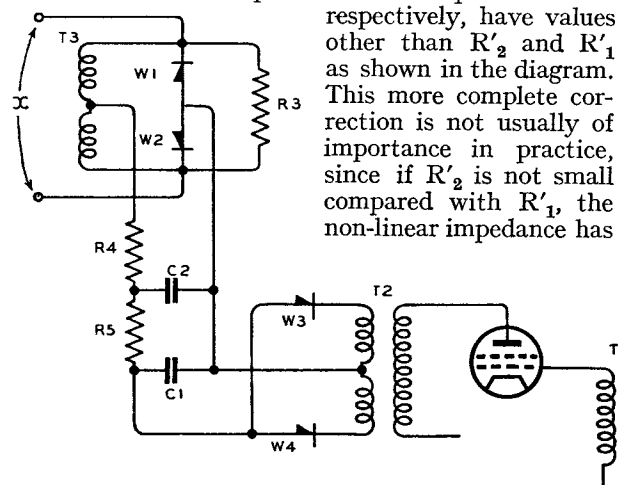 respectively, have values
other than R'₂ and R'₁
as shown in the diagram.
This more complete cor-
rection is not usually of
importance in practice,
since if R'₂ is not small
compared with R'₁, the
non-linear impedance has
T3
W1
R3
x
W2
R4
C2
R5
W3
T2
T
C1
W4